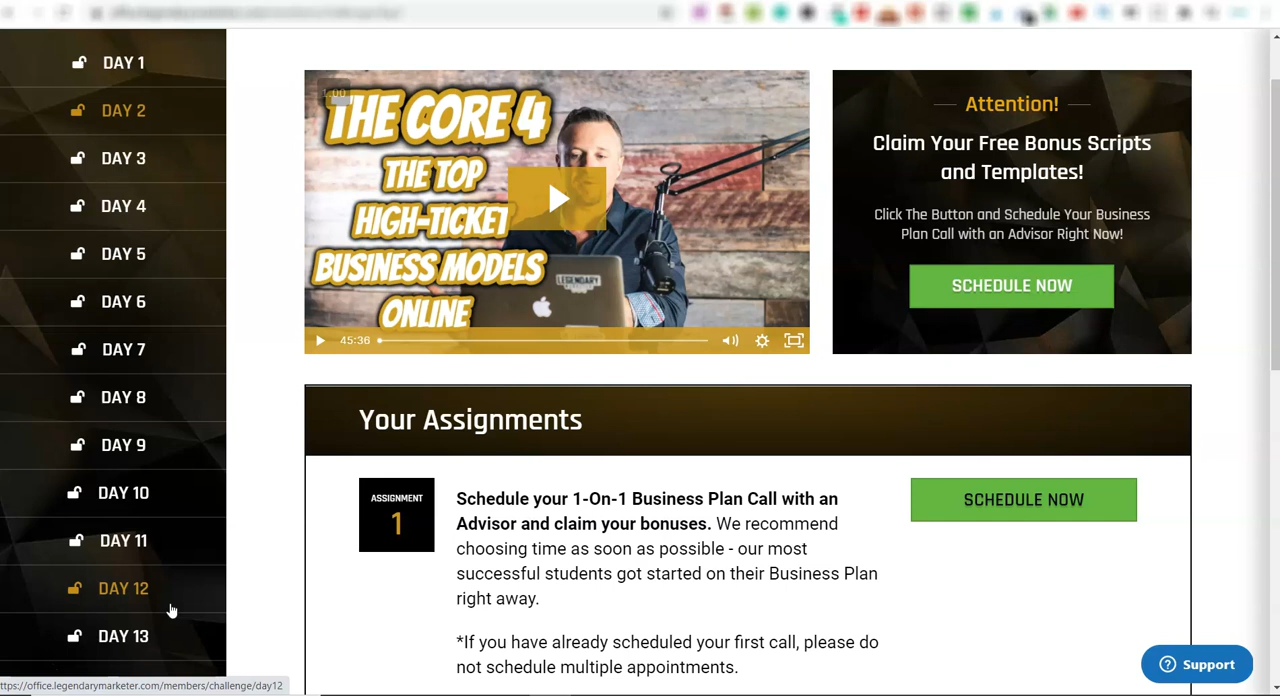 DAY 1
DAY 2
DAY 3
DAY 4
DAY 5
DAY 6
DAY 7
DAY 8
DAY 9
DAY 10
DAY 11
DAY 12
DAY 13
1:00
THE CORE 4
THE TOP
HIGH-TICKET
BUSINESS MODELS
ONLINE
LEGENDARY
45:36
Attention!
Claim Your Free Bonus Scripts
and Templates!
Click The Button and Schedule Your Business
Plan Call with an Advisor Right Now!
SCHEDULE NOW
Your Assignments
ASSIGNMENT
1
Schedule your 1-On-1 Business Plan Call with an
Advisor and claim your bonuses. We recommend
choosing time as soon as possible - our most
successful students got started on their Business Plan
right away.
*If you have already scheduled your first call, please do
not schedule multiple appointments.
SCHEDULE NOW
Support
ttps://office.legendarymarketer.com/members/challenge/day12